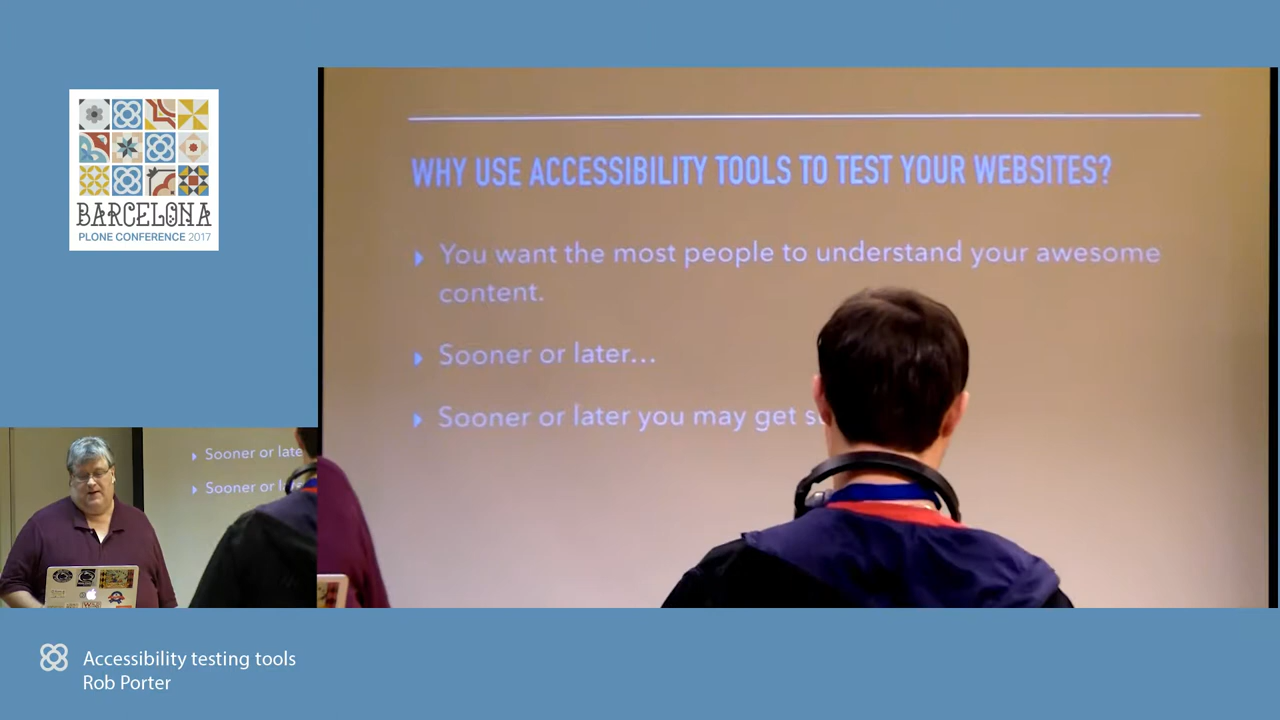 BARCELONA
PLONE CONFERENCE 2017
WHY USE ACCESSIBILITY TOOLS TO TEST YOUR WEBSITES?
You want the most people to understand your awesome
content.
Sooner or later...
Sooner or later you may get
Sooner or late
Sooner or
Accessibility testing tools
Rob Porter